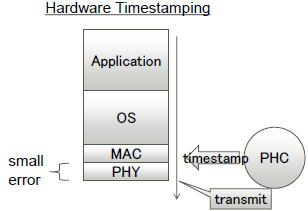 Hardware Timestamping
Application
OS
MAC
PHY
small
error
timestamp
PHC
transmit